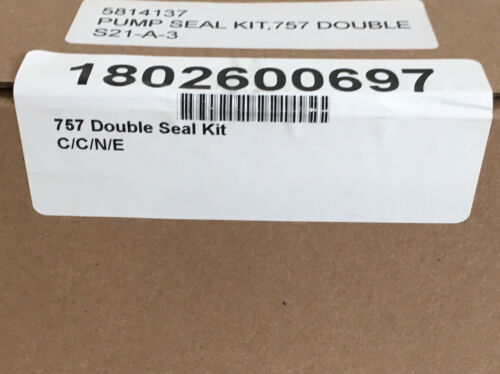 5814137
PUMP SEAL KIT,757 DOUBLE
S21-A-3
1802600697
757 Double Seal Kit
C/C/N/E